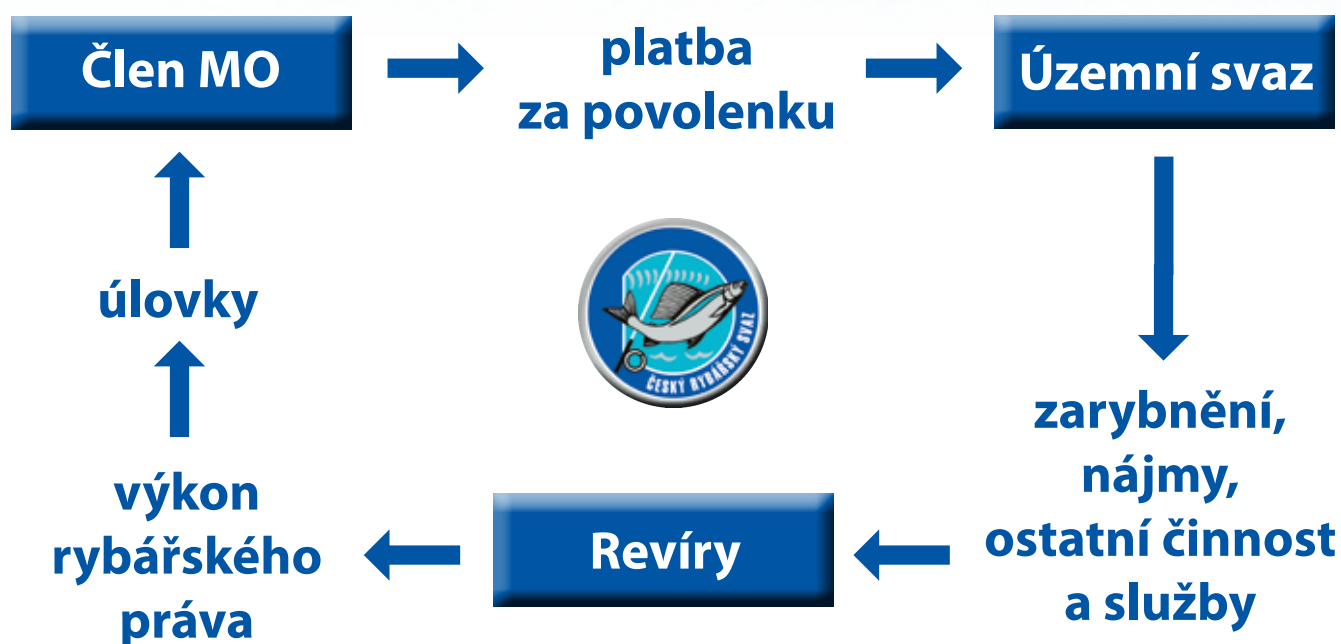 Člen MO
platba
za povolenku
Územní svaz
úlovky
ČESKÝ RYBÁŘSKÝ SVAZ
zarybnění,
nájmy,
ostatní činnost
a služby
Revíry
výkon
rybářského
práva